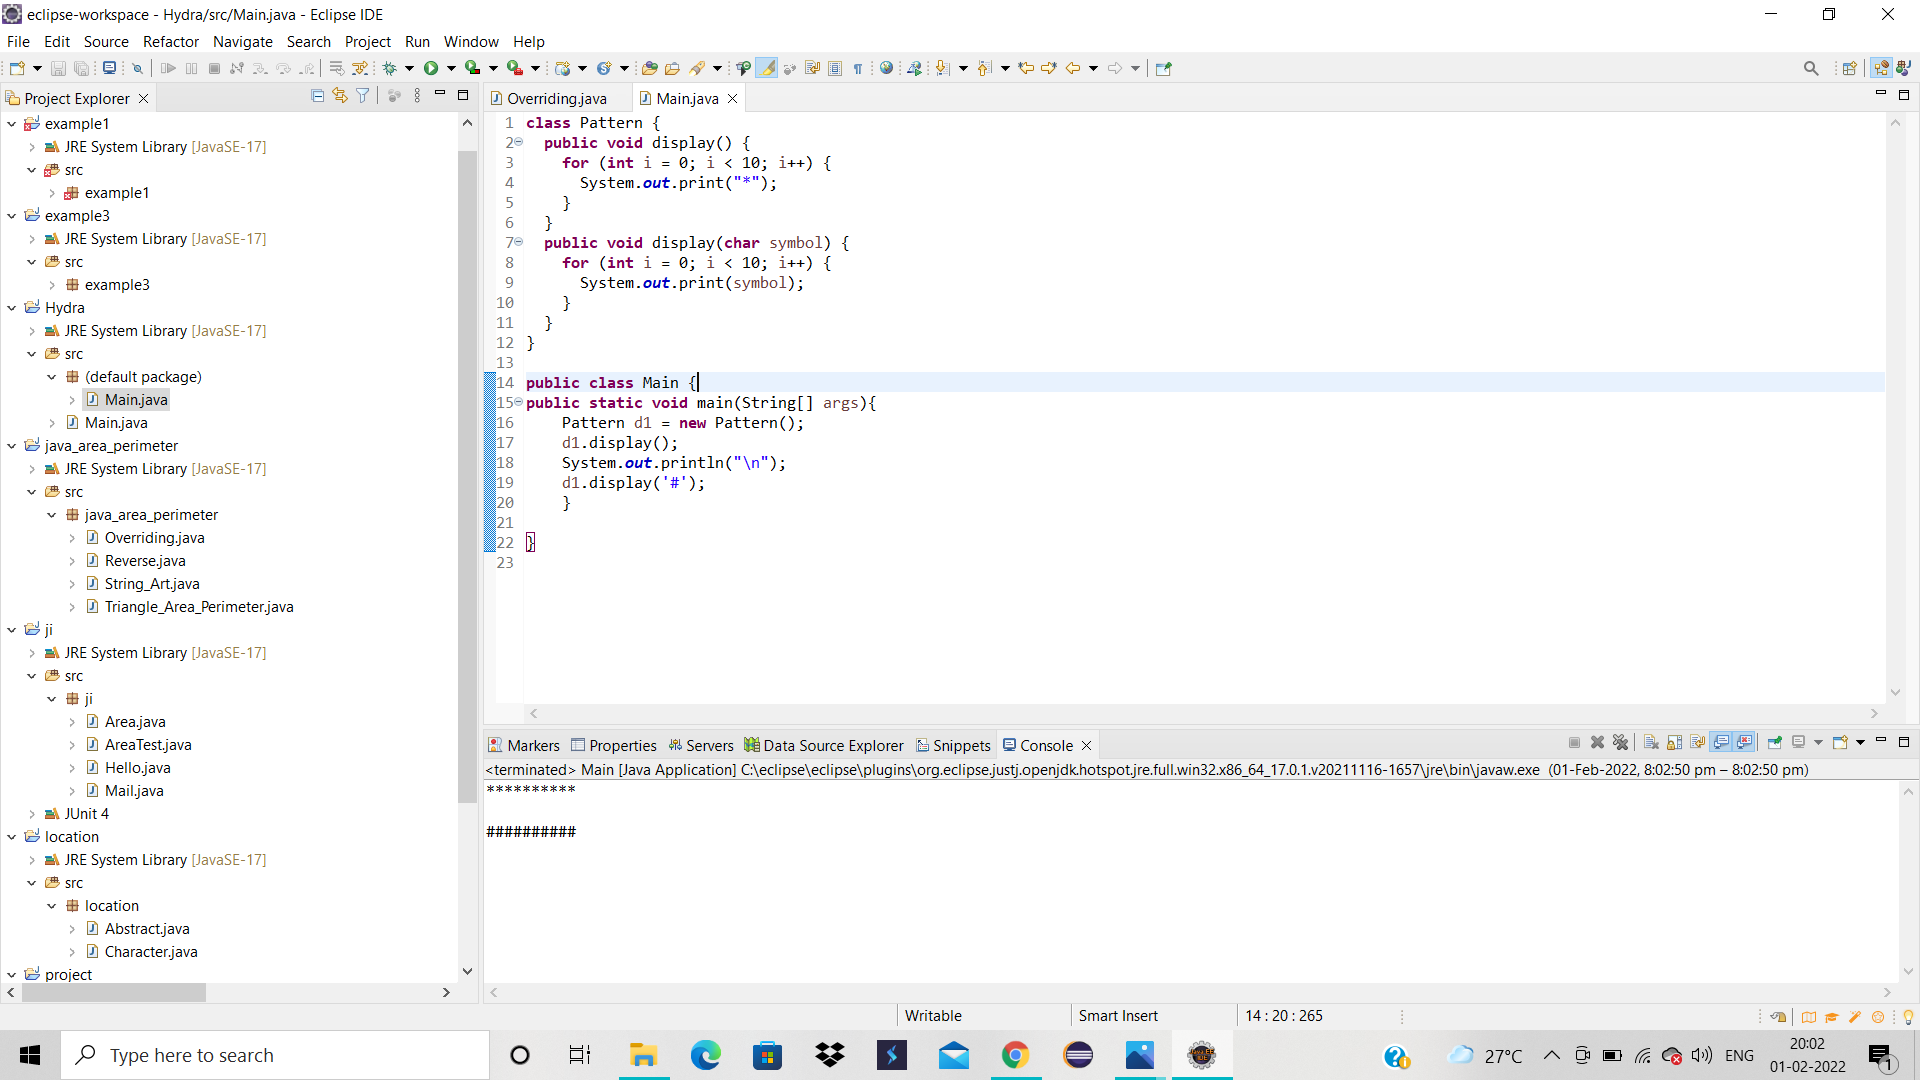 eclipse-workspace - Hydra/src/Main.java - Eclipse IDE
File Edit Source Refactor Navigate Search Project Run Window Help
Project Explorer
example1
JRE System Library [JavaSE-17]
src
example1
example3
JRE System Library [JavaSE-17]
src
example3
Hydra
JRE System Library [JavaSE-17]
src
(default package)
Main.java
Main.java
java_area_perimeter
JRE System Library [JavaSE-17]
src
java_area_perimeter
Overriding.java
Reverse.java
String_Art.java
Triangle_Area_Perimeter.java
ji
JRE System Library [JavaSE-17]
src
ji
Area.java
AreaTest.java
Hello.java
Mail.java
JUnit 4
location
JRE System Library [JavaSE-17]
src
location
Abstract.java
Character.java
project
Overriding.java Main.java
1 class Pattern {
2 public void display() {
3 for (int i = 0; i < 10; i++) {
4 System.out.print("*");
5 }
6 }
7 public void display(char symbol) {
8 for (int i = 0; i < 10; i++) {
9 System.out.print(symbol);
10 }
11 }
12 }
13
14 public class Main {
15 public static void main(String[] args){
16 Pattern d1 = new Pattern();
17 d1.display();
18 System.out.println("\n");
19 d1.display('#');
20 }
21
22 }
23
Markers Properties Servers Data Source Explorer Snippets Console
<terminated> Main [Java Application] C:\eclipse\eclipse\plugins\org.eclipse.justj.openjdk.hotspot.jre.full.win32.x86_64_17.0.1.v20211116-1657\jre\bin\javaw.exe (01-Feb-2022, 8:02:50 pm – 8:02:50 pm)
**********
##########
Writable Smart Insert 14 : 20 : 265
Type here to search
27°C ENG 20:02
01-02-2022
1